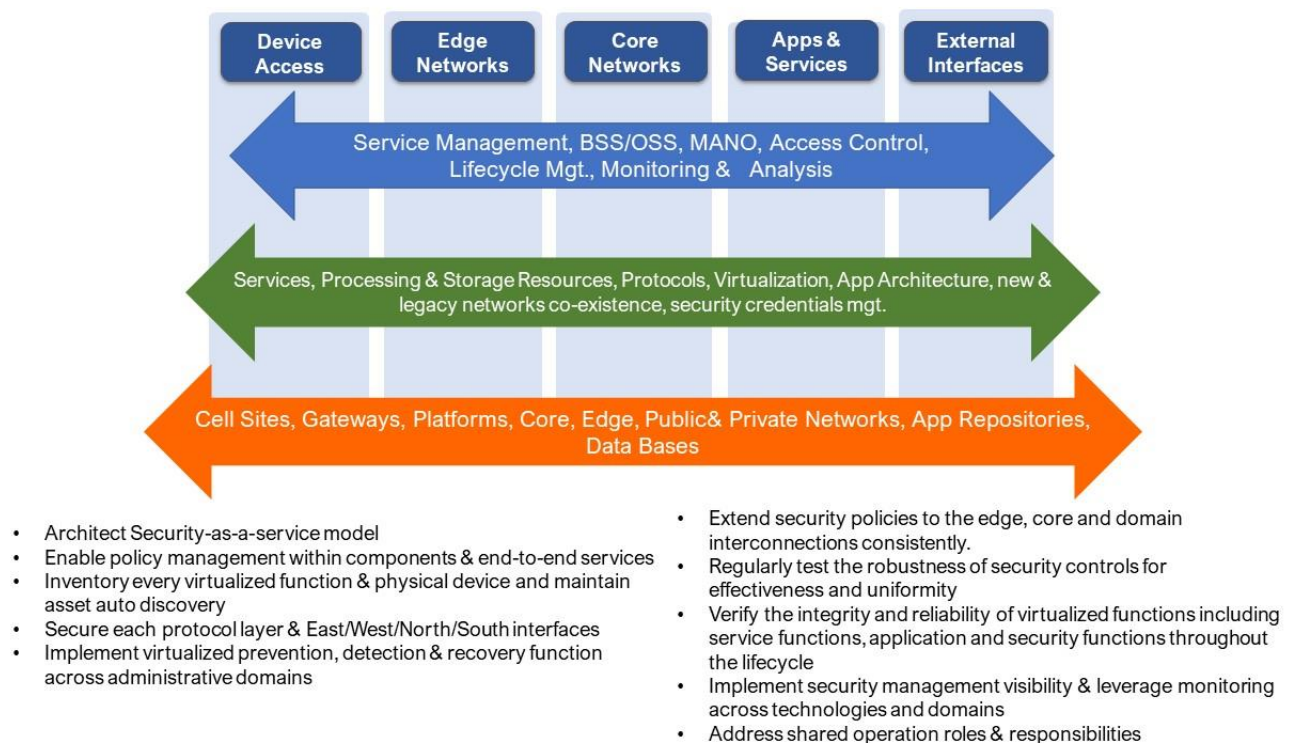 Device
Access
Edge
Networks
Core
Networks
Apps &
Services
External
Interfaces
Service Management, BSS/OSS, MANO, Access Control,
Lifecycle Mgt., Monitoring &   Analysis
Services, Processing & Storage Resources, Protocols, Virtualization, App Architecture, new &
legacy networks co-existence, security credentials mgt.
Cell Sites, Gateways, Platforms, Core, Edge, Public& Private Networks, App Repositories,
Data Bases
• Architect Security-as-a-service model
• Enable policy management within components & end-to-end services
• Inventory every virtualized function & physical device and maintain
asset auto discovery
• Secure each protocol layer & East/West/North/South interfaces
• Implement virtualized prevention, detection & recovery function
across administrative domains
• Extend security policies to the edge, core and domain
interconnections consistently.
• Regularly test the robustness of security controls for
effectiveness and uniformity
• Verify the integrity and reliability of virtualized functions including
service functions, application and security functions throughout
the lifecycle
• Implement security management visibility & leverage monitoring
across technologies and domains
• Address shared operation roles & responsibilities